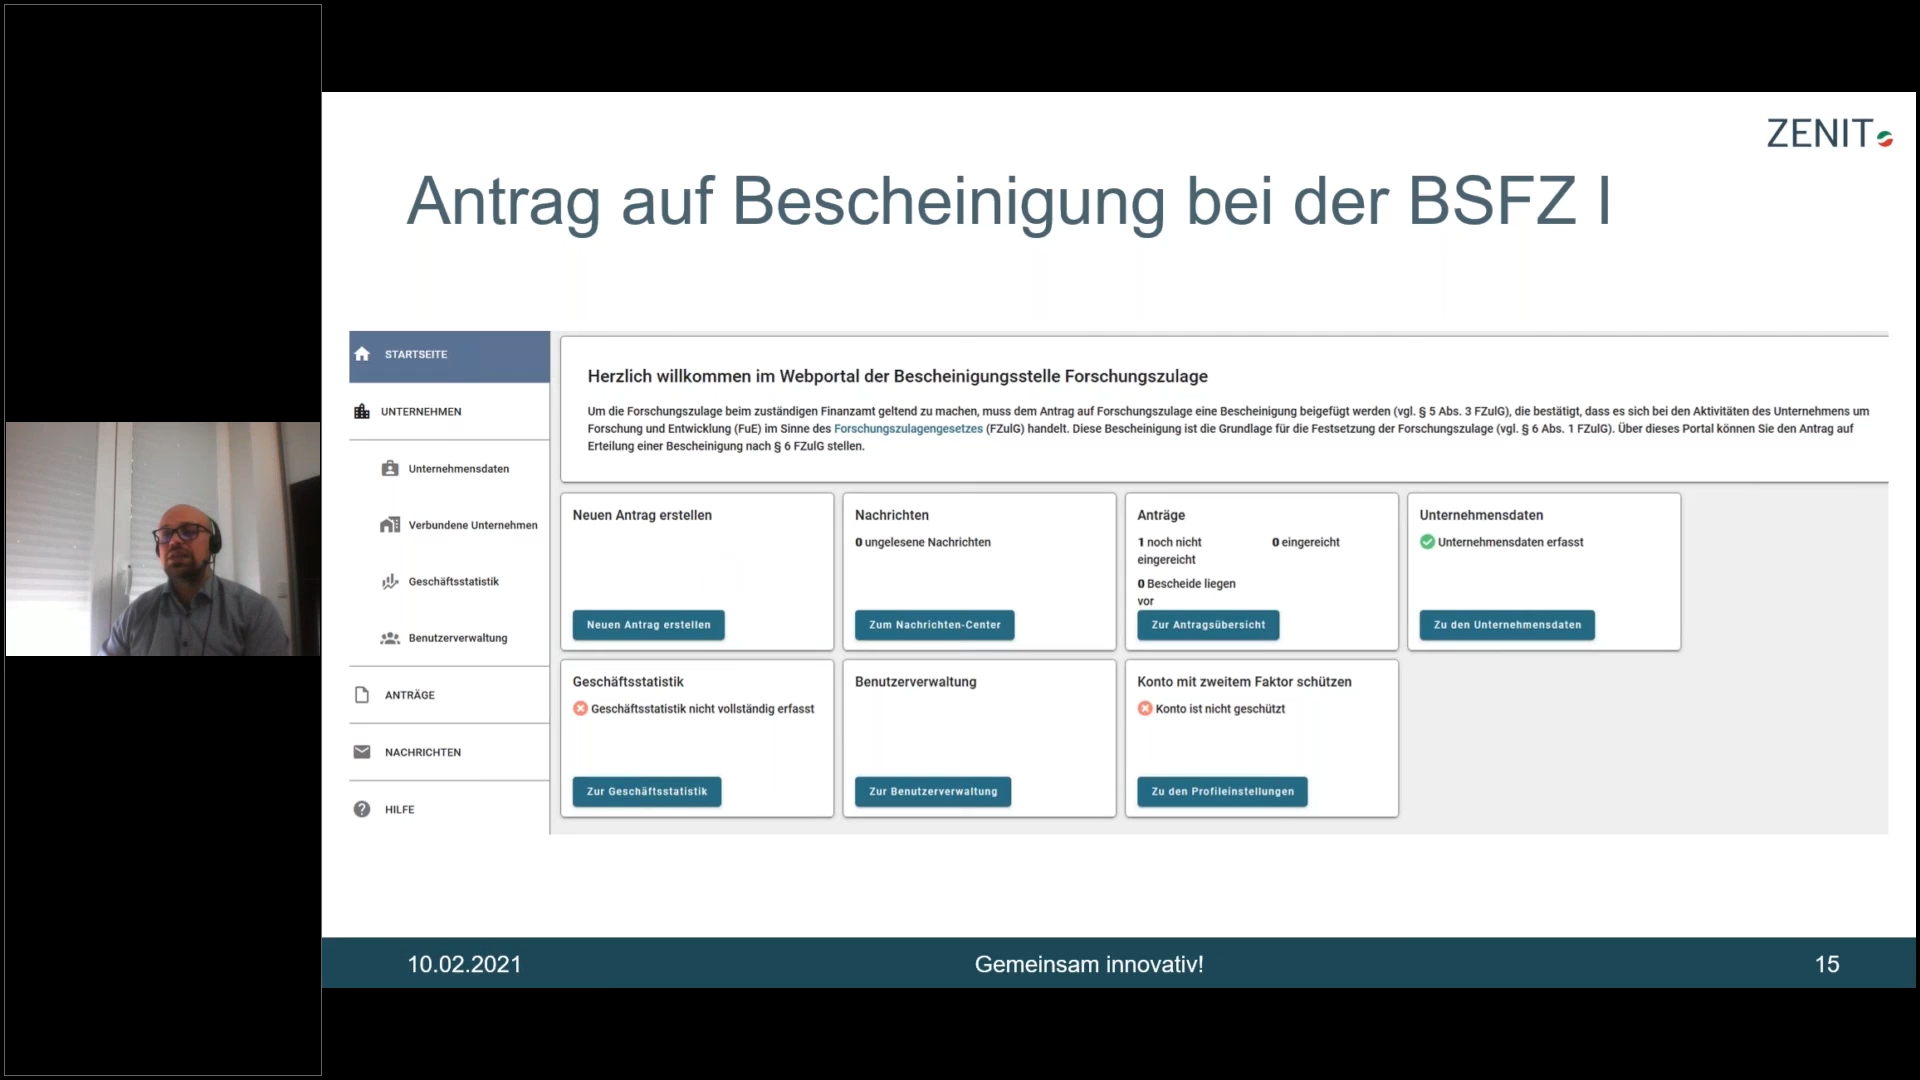 ZENIT
Antrag auf Bescheinigung bei der BSFZ I
STARTSEITE
UNTERNEHMEN
Unternehmensdaten
Verbundene Unternehmen
Geschäftsstatistik
Benutzerverwaltung
ANTRÄGE
NACHRICHTEN
HILFE
Herzlich willkommen im Webportal der Bescheinigungsstelle Forschungszulage
Um die Forschungszulage beim zuständigen Finanzamt geltend zu machen, muss dem Antrag auf Forschungszulage eine Bescheinigung beigefügt werden (vgl. § 5 Abs. 3 FZulG), die bestätigt, dass es sich bei den Aktivitäten des Unternehmens um
Forschung und Entwicklung (FuE) im Sinne des Forschungszulagengesetzes (FZulG) handelt. Diese Bescheinigung ist die Grundlage für die Festsetzung der Forschungszulage (vgl. § 6 Abs. 1 FZulG). Über dieses Portal können Sie den Antrag auf
Erteilung einer Bescheinigung nach § 6 FZulG stellen.
Neuen Antrag erstellen
Neuen Antrag erstellen
Nachrichten
0 ungelesene Nachrichten
Zum Nachrichten-Center
Anträge
1 noch nicht
eingereicht
0 eingereicht
0 Bescheide liegen
vor
Zur Antragsübersicht
Unternehmensdaten
Unternehmensdaten erfasst
Zu den Unternehmensdaten
Geschäftsstatistik
Geschäftsstatistik nicht vollständig erfasst
Zur Geschäftsstatistik
Benutzerverwaltung
Zur Benutzerverwaltung
Konto mit zweitem Faktor schützen
Konto ist nicht geschützt
Zu den Profileinstellungen
10.02.2021
Gemeinsam innovativ!
15